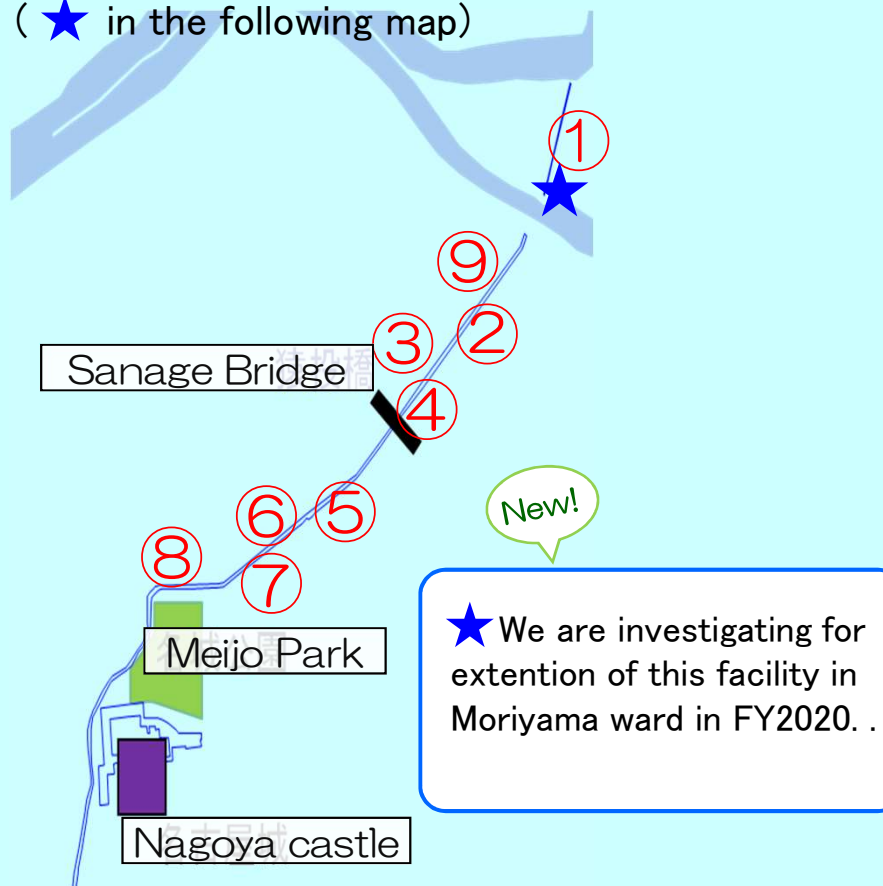 ( ★ in the following map)
①
⑨
②
③
Sanage Bridge
④
⑤
⑥
⑦
⑧
New!
★ We are investigating for
extention of this facility in
Moriyama ward in FY2020. .
Meijo Park
Nagoya castle